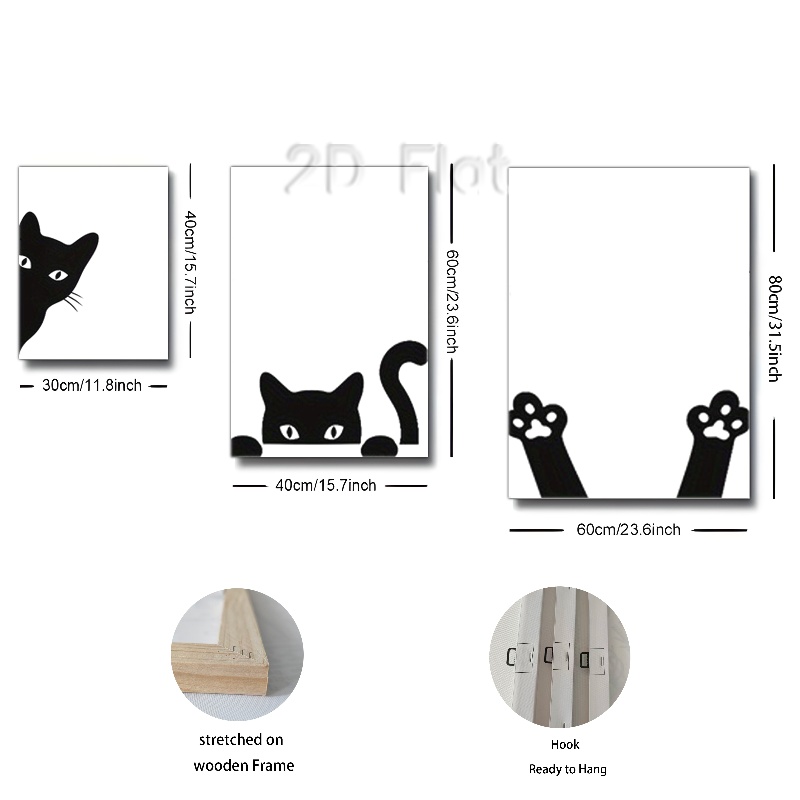 2D Flat
40cm/15.7inch
60cm/23.6inch
80cm/31.5inch
30cm/11.8inch
40cm/15.7inch
60cm/23.6inch
stretched on
wooden Frame
Hook
Ready to Hang